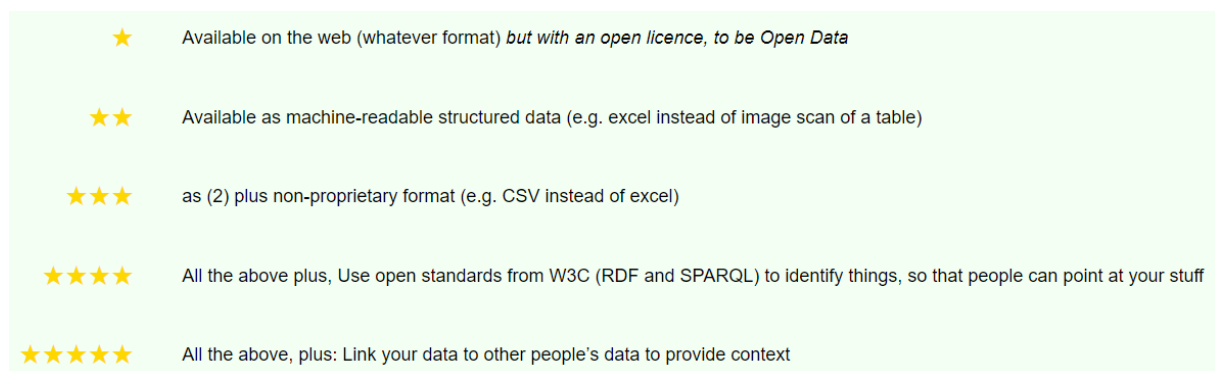 ★ Available on the web (whatever format) but with an open licence, to be Open Data
★★ Available as machine-readable structured data (e.g. excel instead of image scan of a table)
★★★ as (2) plus non-proprietary format (e.g. CSV instead of excel)
★★★★ All the above plus, Use open standards from W3C (RDF and SPARQL) to identify things, so that people can point at your stuff
★★★★★ All the above, plus: Link your data to other people’s data to provide context